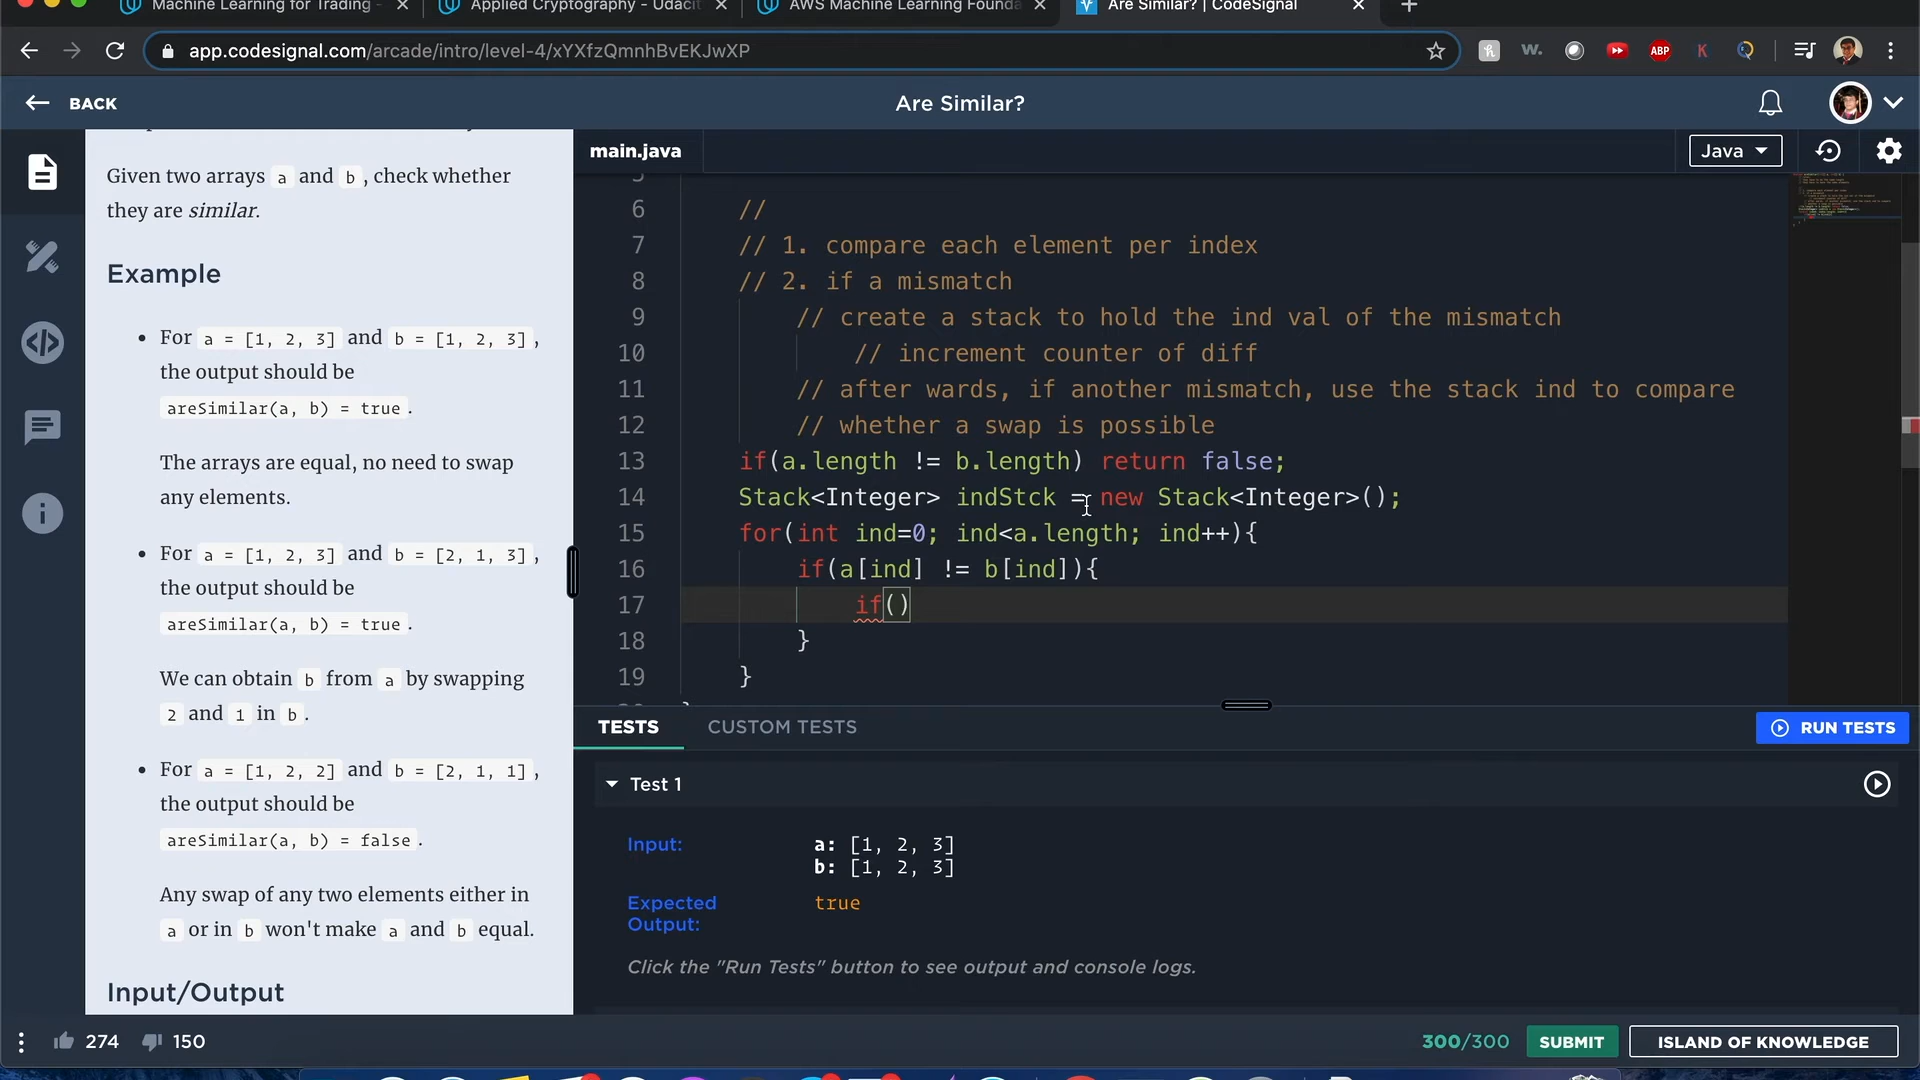 Machine Learning for Trading -
Applied Cryptography - Udacit
AWS Machine Learning Founda
Are Similar? | CodeSignal
app.codesignal.com/arcade/intro/level-4/xYXfzQmnhBvEKJwXP
BACK
Are Similar?
Given two arrays a and b, check whether
they are similar.
Example
• For a = [1, 2, 3] and b = [1, 2, 3],
the output should be
areSimilar(a, b) = true.
The arrays are equal, no need to swap
any elements.
• For a = [1, 2, 3] and b = [2, 1, 3],
the output should be
areSimilar(a, b) = true.
We can obtain b from a by swapping
2 and 1 in b.
• For a = [1, 2, 2] and b = [2, 1, 1],
the output should be
areSimilar(a, b) = false.
Any swap of any two elements either in
a or in b won't make a and b equal.
Input/Output
274 150
main.java
Java
5
6 //
7 // 1. compare each element per index
8 // 2. if a mismatch
9 // create a stack to hold the ind val of the mismatch
10 // increment counter of diff
11 // after wards, if another mismatch, use the stack ind to compare
12 // whether a swap is possible
13 if(a.length != b.length) return false;
14 Stack<Integer> indStck = new Stack<Integer>();
15 for(int ind=0; ind<a.length; ind++){
16 if(a[ind] != b[ind]){
17 if()
18 }
19 }
TESTS CUSTOM TESTS
RUN TESTS
Test 1
Input: a: [1, 2, 3]
b: [1, 2, 3]
Expected true
Output:
Click the "Run Tests" button to see output and console logs.
300/300 SUBMIT ISLAND OF KNOWLEDGE